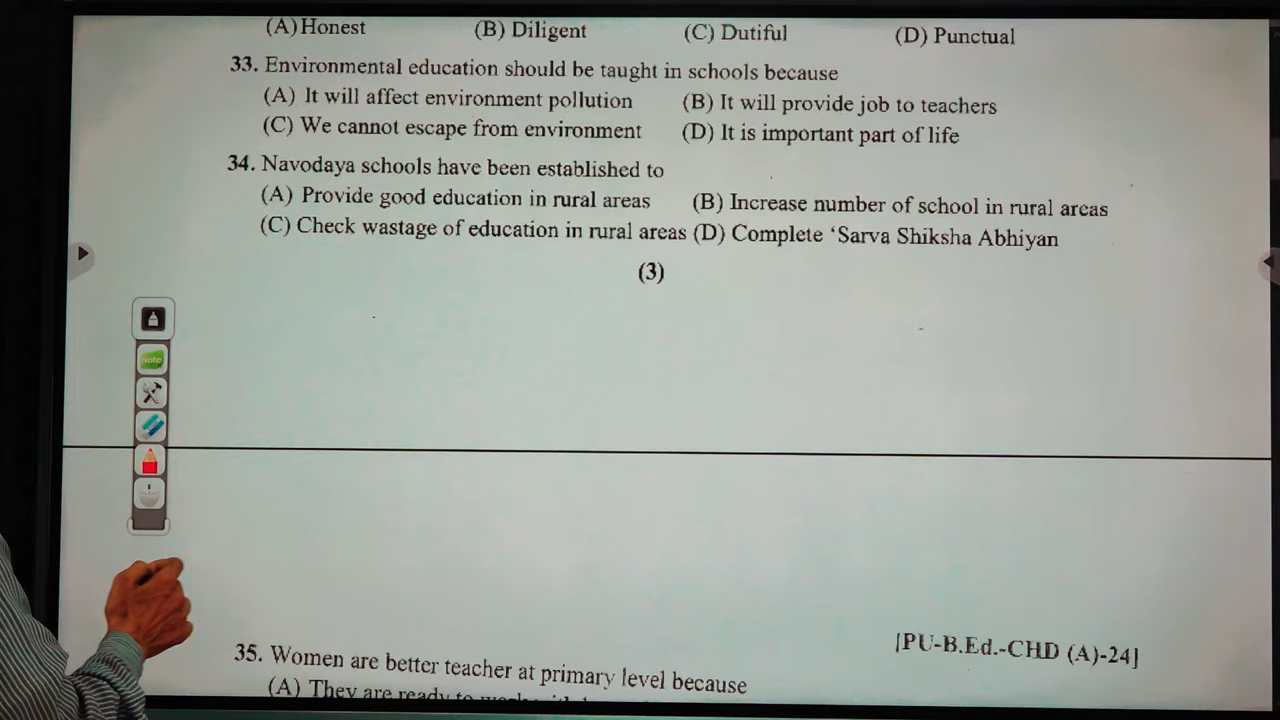 (A) Honest (B) Diligent (C) Dutiful (D) Punctual
33. Environmental education should be taught in schools because
(A) It will affect environment pollution (B) It will provide job to teachers
(C) We cannot escape from environment (D) It is important part of life
34. Navodaya schools have been established to
(A) Provide good education in rural areas (B) Increase number of school in rural areas
(C) Check wastage of education in rural areas (D) Complete ‘Sarva Shiksha Abhiyan
(3)
Note
[PU-B.Ed.-CHD (A)-24]
35. Women are better teacher at primary level because
(A) They are ready to work